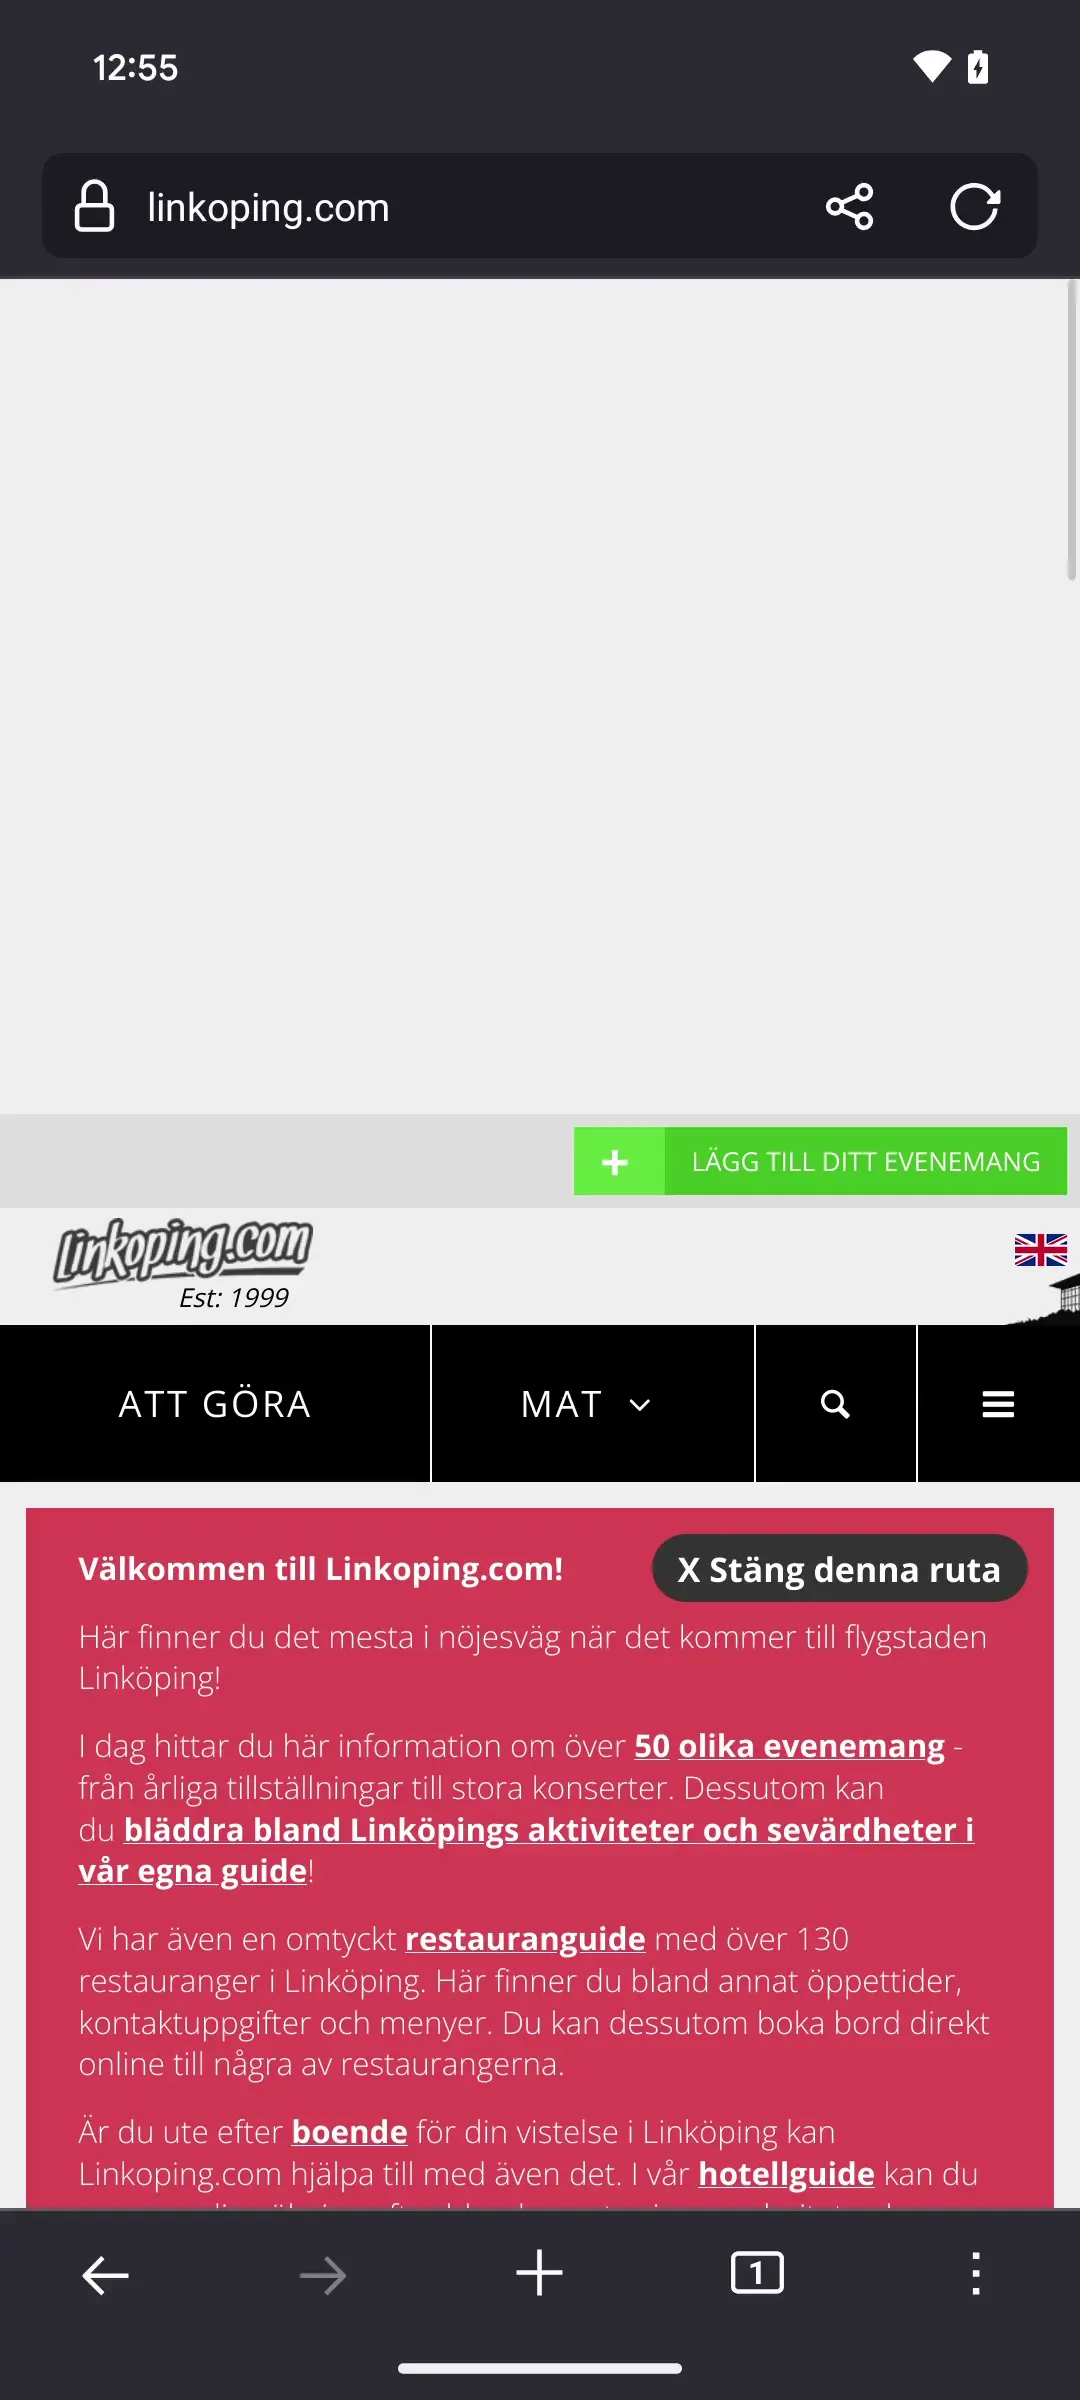 12:55
linkoping.com
LÄGG TILL DITT EVENEMANG
linkoping.com
Est: 1999
ATT GÖRA
MAT
Välkommen till Linkoping.com!
X Stäng denna ruta
Här finner du det mesta i nöjesväg när det kommer till flygstaden
Linköping!
I dag hittar du här information om över 50 olika evenemang -
från årliga tillställningar till stora konserter. Dessutom kan
du bläddra bland Linköpings aktiviteter och sevärdheter i
vår egna guide!
Vi har även en omtyckt restauranguide med över 130
restauranger i Linköping. Här finner du bland annat öppettider,
kontaktuppgifter och menyer. Du kan dessutom boka bord direkt
online till några av restaurangerna.
Är du ute efter boende för din vistelse i Linköping kan
Linkoping.com hjälpa till med även det. I vår hotellguide kan du
1